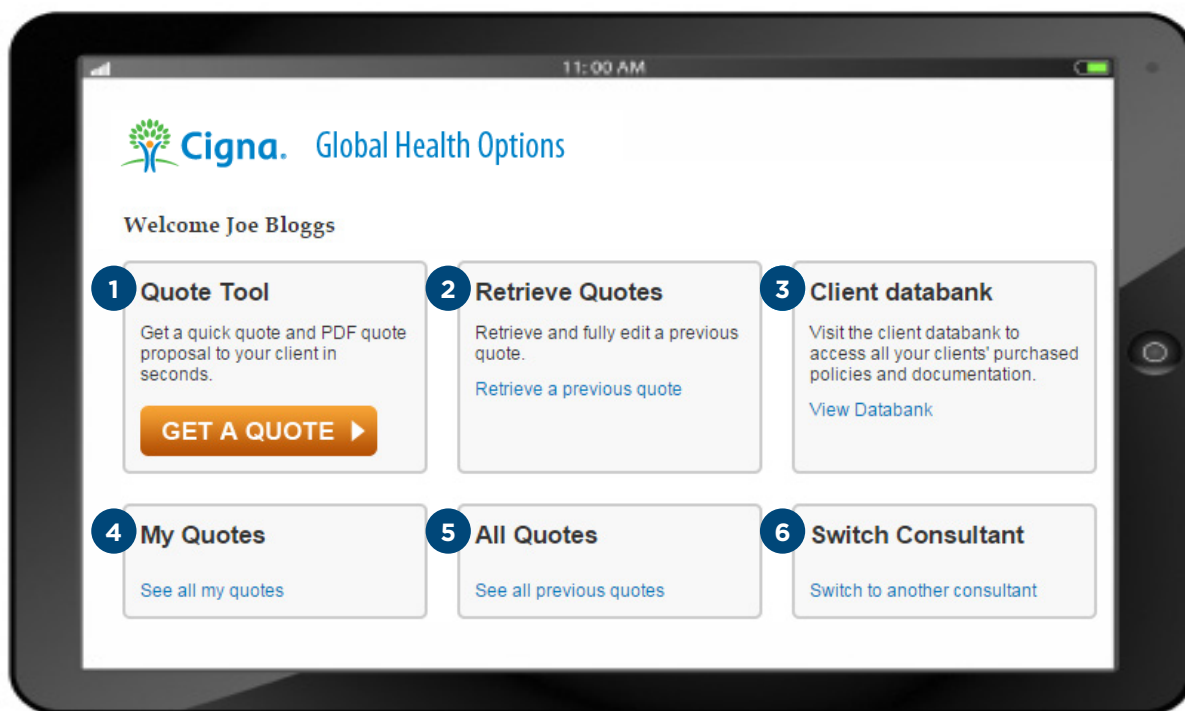 11:00 AM
Cigna. Global Health Options
Welcome Joe Bloggs
1 Quote Tool
Get a quick quote and PDF quote
proposal to your client in
seconds.
GET A QUOTE
2 Retrieve Quotes
Retrieve and fully edit a previous
quote.
Retrieve a previous quote
3 Client databank
Visit the client databank to
access all your clients' purchased
policies and documentation.
View Databank
4 My Quotes
See all my quotes
5 All Quotes
See all previous quotes
6 Switch Consultant
Switch to another consultant